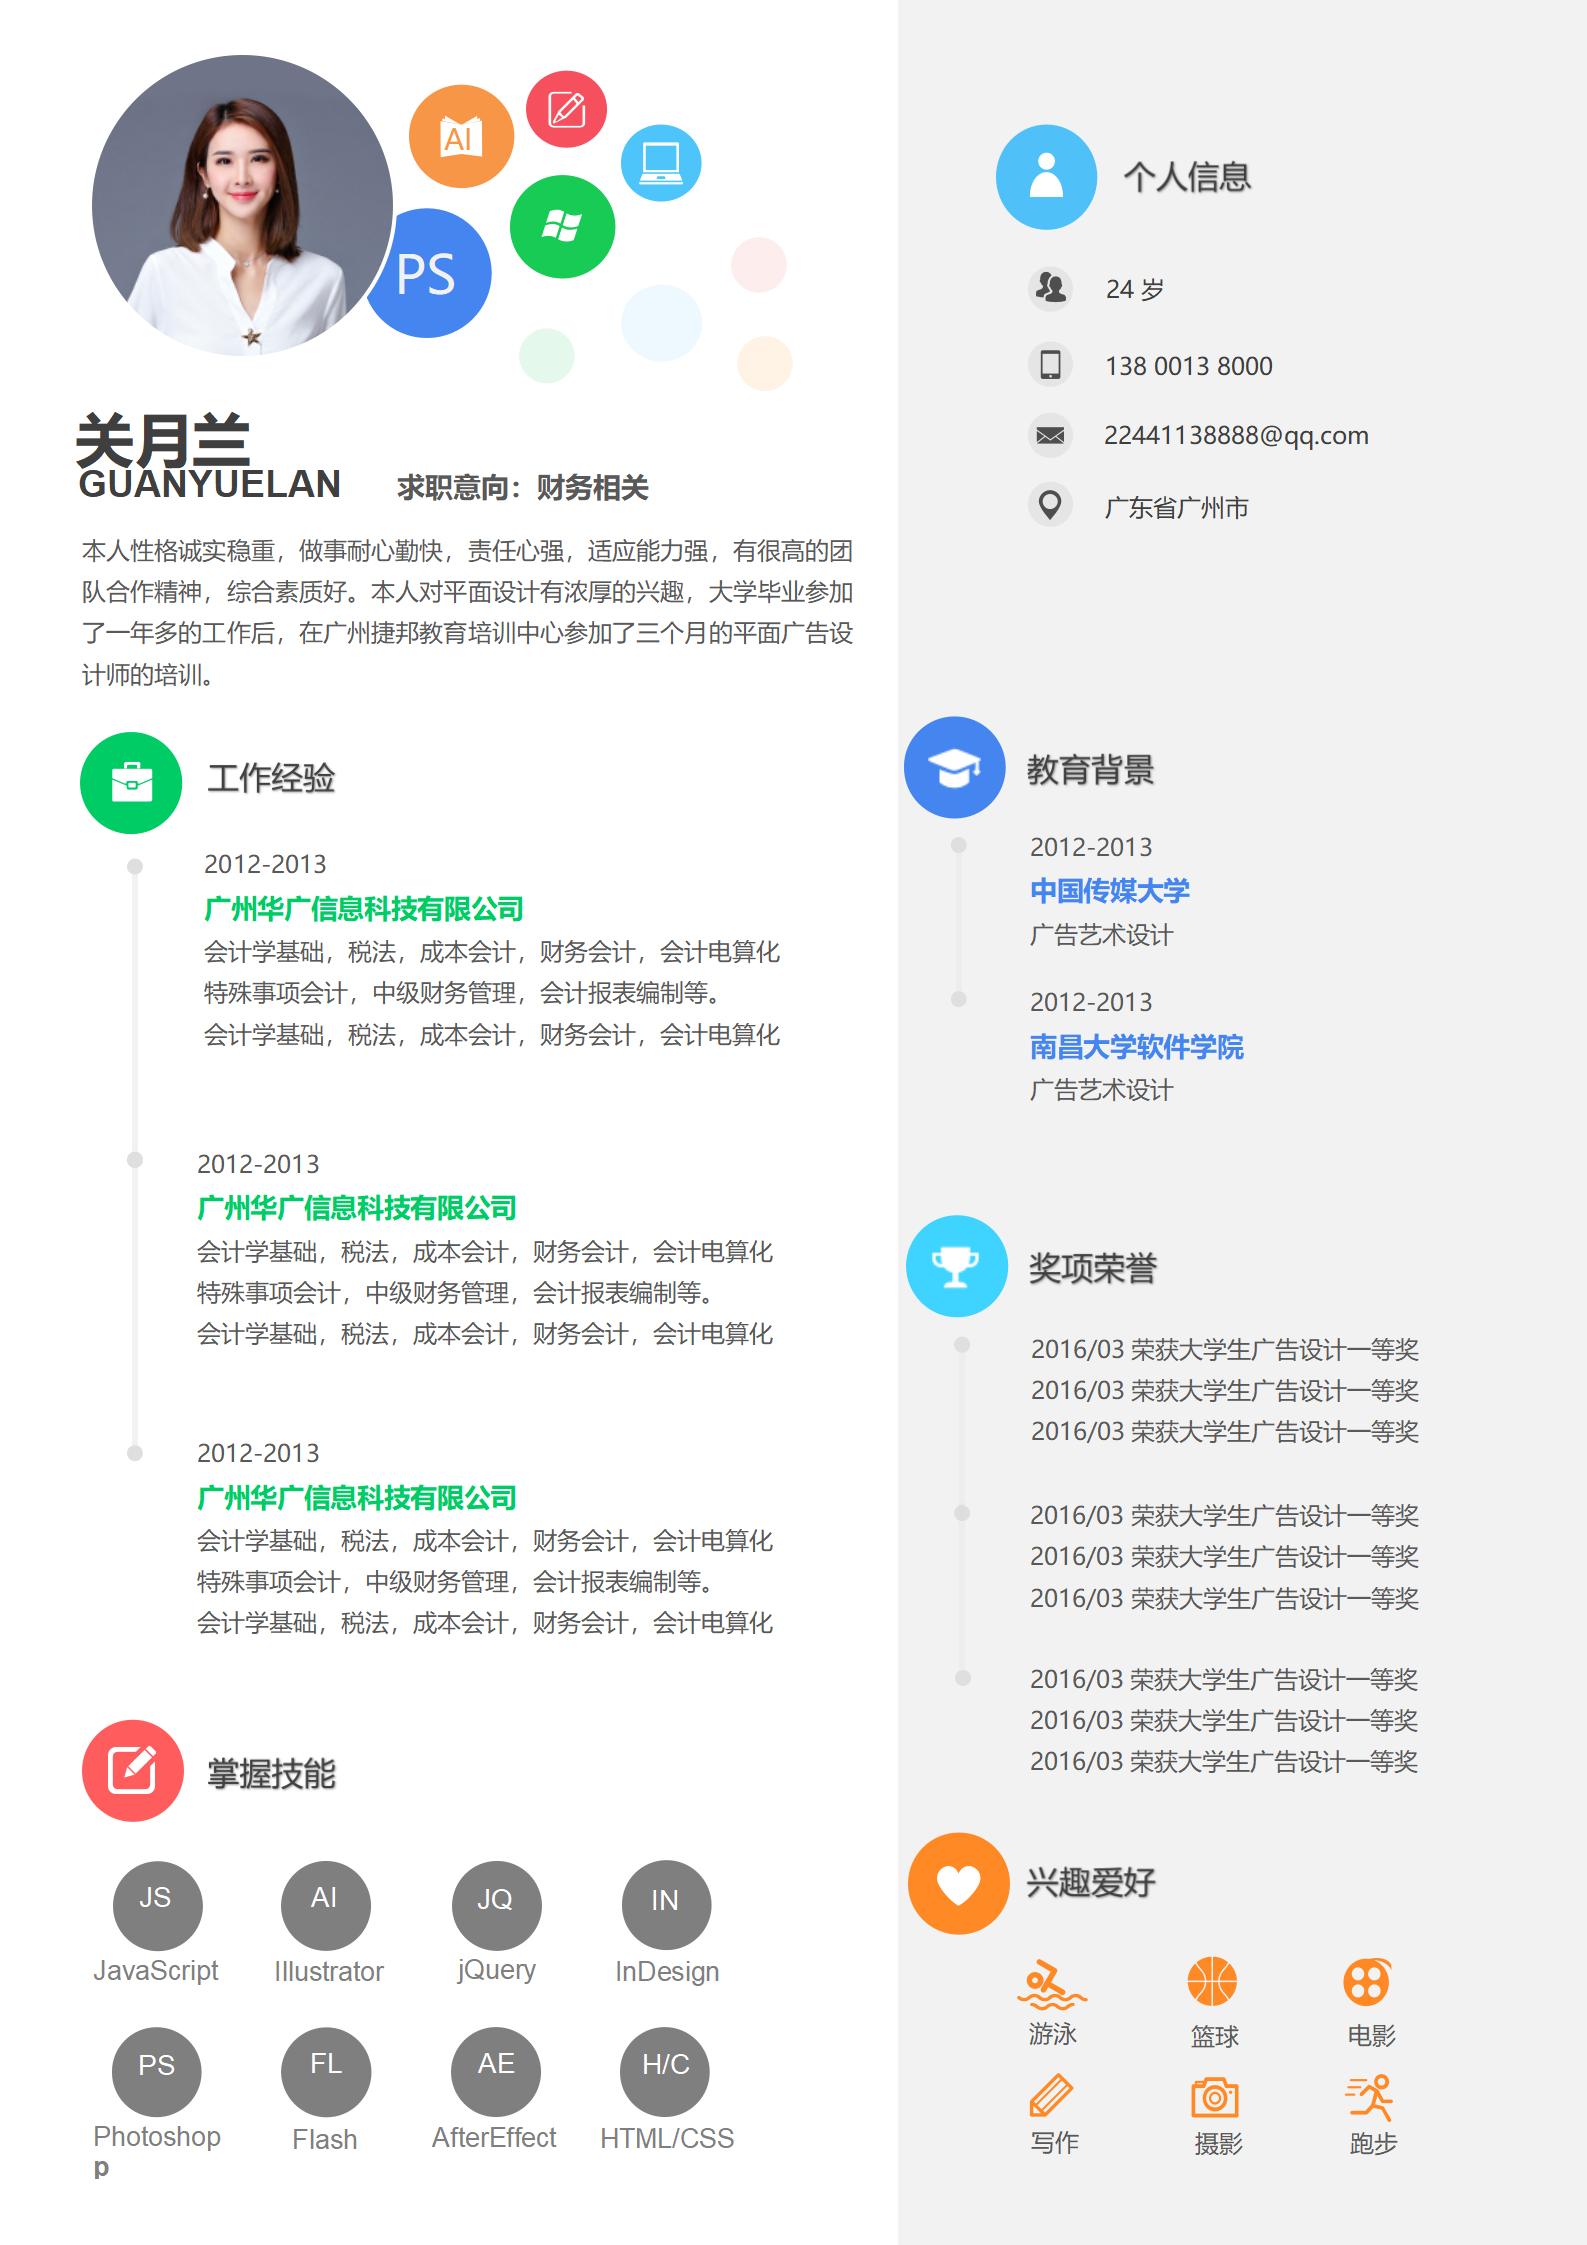 AI
PS
关月兰
GUANYUELAN
求职意向：财务相关
本人性格诚实稳重，做事耐心勤快，责任心强，适应能力强，有很高的团
队合作精神，综合素质好。本人对平面设计有浓厚的兴趣，大学毕业参加
了一年多的工作后，在广州捷邦教育培训中心参加了三个月的平面广告设
计师的培训。
工作经验
2012-2013
广州华广信息科技有限公司
会计学基础，税法，成本会计，财务会计，会计电算化
特殊事项会计，中级财务管理，会计报表编制等。
会计学基础，税法，成本会计，财务会计，会计电算化
2012-2013
广州华广信息科技有限公司
会计学基础，税法，成本会计，财务会计，会计电算化
特殊事项会计，中级财务管理，会计报表编制等。
会计学基础，税法，成本会计，财务会计，会计电算化
2012-2013
广州华广信息科技有限公司
会计学基础，税法，成本会计，财务会计，会计电算化
特殊事项会计，中级财务管理，会计报表编制等。
会计学基础，税法，成本会计，财务会计，会计电算化
掌握技能
JS
AI
JQ
IN
JavaScript
Illustrator
jQuery
InDesign
PS
FL
AE
H/C
Photoshop
p
Flash
AfterEffect
HTML/CSS
个人信息
24 岁
138 0013 8000
22441138888@qq.com
广东省广州市
教育背景
2012-2013
中国传媒大学
广告艺术设计
2012-2013
南昌大学软件学院
广告艺术设计
奖项荣誉
2016/03 荣获大学生广告设计一等奖
2016/03 荣获大学生广告设计一等奖
2016/03 荣获大学生广告设计一等奖
2016/03 荣获大学生广告设计一等奖
2016/03 荣获大学生广告设计一等奖
2016/03 荣获大学生广告设计一等奖
2016/03 荣获大学生广告设计一等奖
2016/03 荣获大学生广告设计一等奖
2016/03 荣获大学生广告设计一等奖
兴趣爱好
游泳
篮球
电影
写作
摄影
跑步